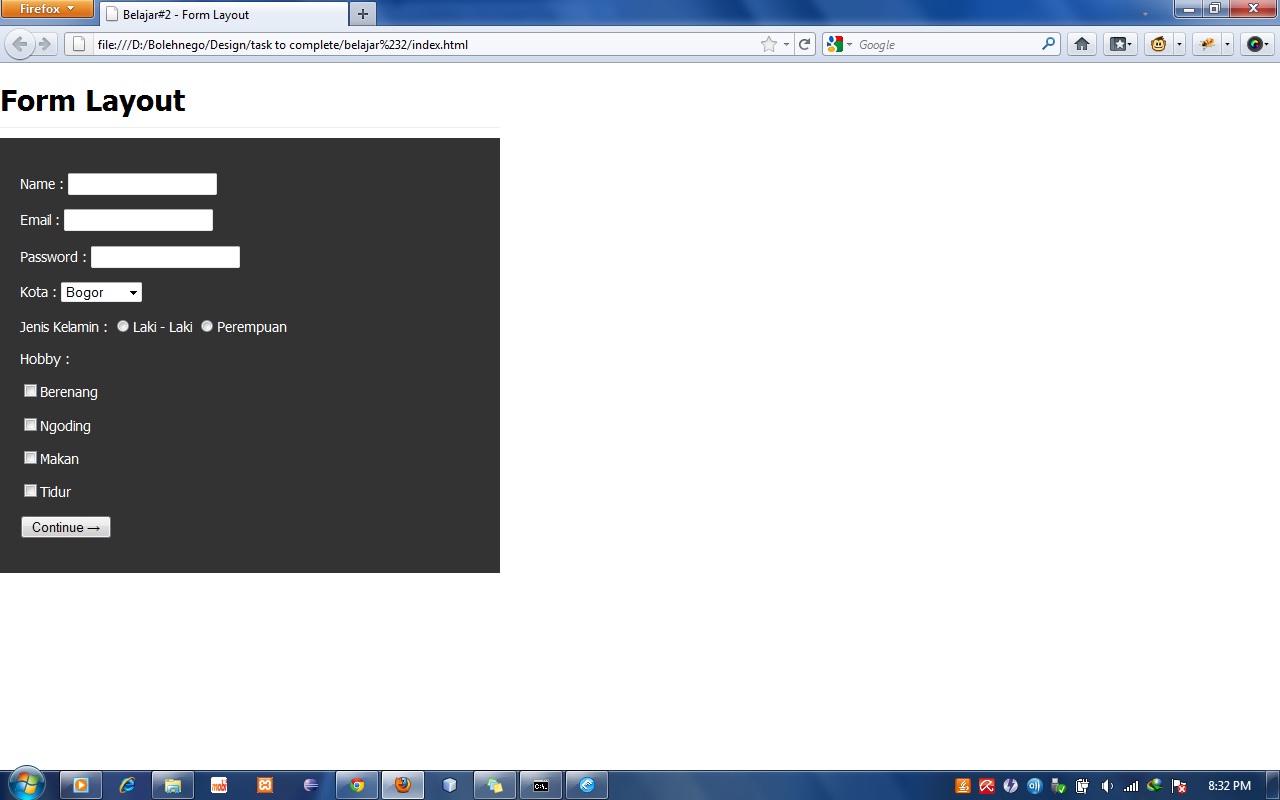 Firefox
Belajar#2 - Form Layout
file:///D:/Bolehnego/Design/task to complete/belajar%232/index.html
Google
Form Layout
Name :
Email :
Password :
Kota : Bogor
Jenis Kelamin : Laki - Laki Perempuan
Hobby :
Berenang
Ngoding
Makan
Tidur
Continue →
mobi
C:\.
8:32 PM